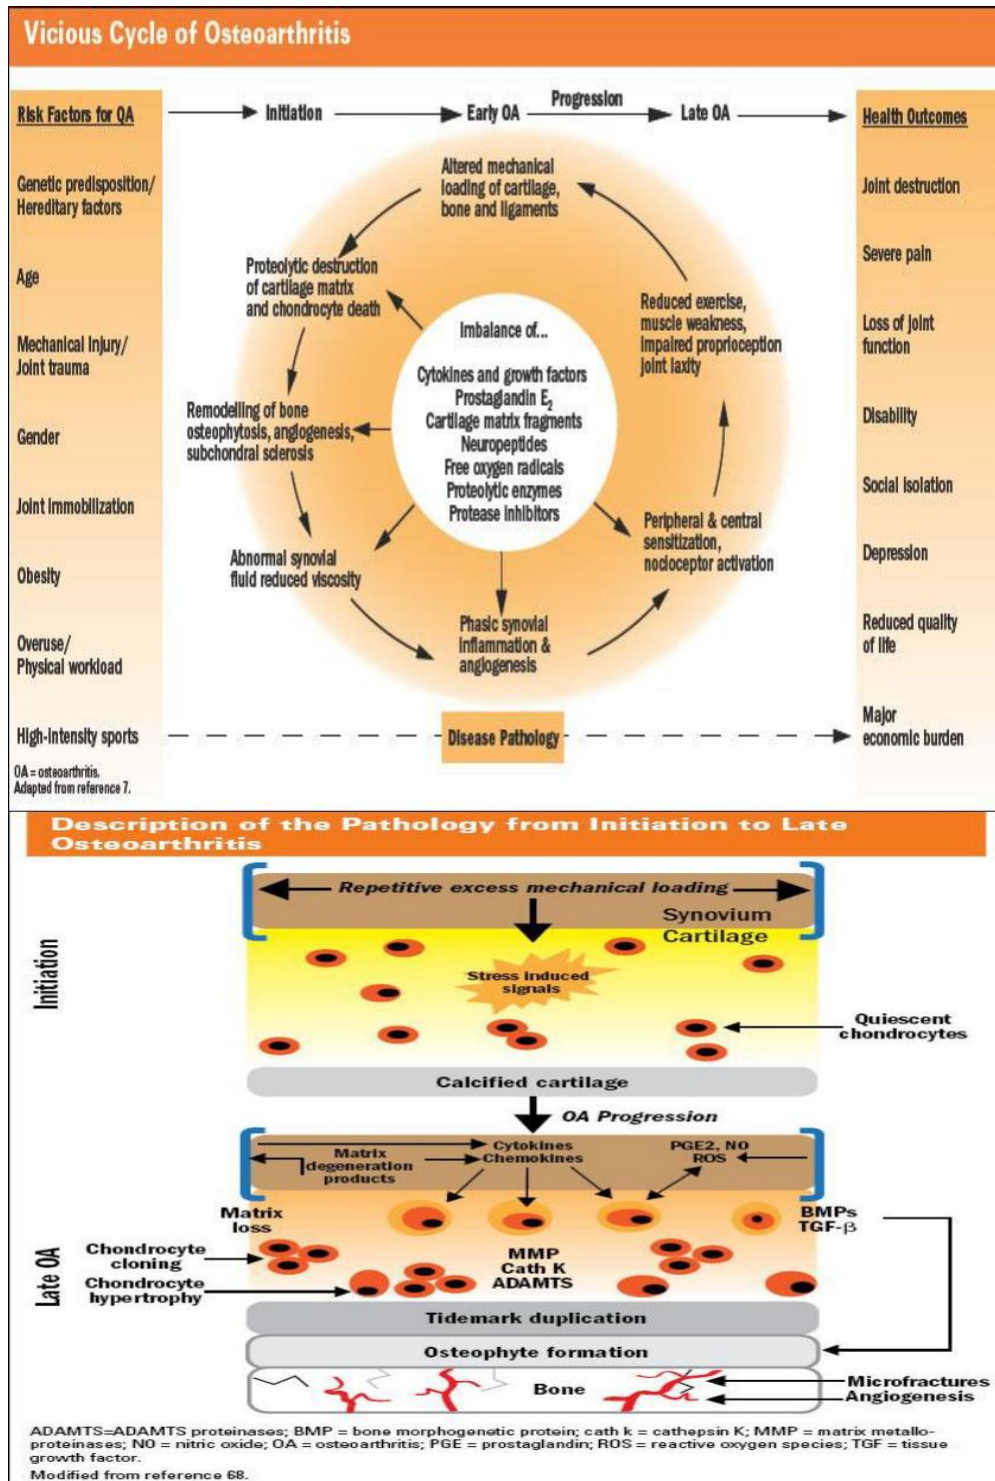 Vicious Cycle of Osteoarthritis
Risk Factors for OA
Initiation
Early OA
Progression
Late OA
Health Outcomes
Genetic predisposition/
Hereditary factors
Age
Mechanical Injury/
Joint trauma
Gender
Joint immobilization
Obesity
Overuse/
Physical workload
High-intensity sports
OA = osteoarthritis.
Adapted from reference 7.
Altered mechanical
loading of cartilage,
bone and ligaments
Proteolytic destruction
of cartilage matrix
and chondrocyte death
Remodelling of bone
osteophytosis, angiogenesis,
subchondral sclerosis
Abnormal synovial
fluid reduced viscosity
Phasic synovial
inflammation &
angiogenesis
Peripheral & central
sensitization,
nocioceptor activation
Reduced exercise,
muscle weakness,
impaired proprioception
joint laxity
Imbalance of...
Cytokines and growth factors
Prostaglandin E2
Cartilage matrix fragments
Neuropeptides
Free oxygen radicals
Proteolytic enzymes
Protease inhibitors
Disease Pathology
Joint destruction
Severe pain
Loss of joint
function
Disability
Social isolation
Depression
Reduced quality
of life
Major
economic burden
Description of the Pathology from Initiation to Late
Osteoarthritis
Initiation
Repetitive excess mechanical loading
Synovium
Cartilage
Stress induced
signals
Quiescent
chondrocytes
Calcified cartilage
OA Progression
Late OA
Matrix
degeneration
products
Cytokines
Chemokines
PGE2, NO
ROS
Matrix
loss
BMPs
TGF-β
Chondrocyte
cloning
Chondrocyte
hypertrophy
MMP
Cath K
ADAMTS
Tidemark duplication
Osteophyte formation
Bone
Microfractures
Angiogenesis
ADAMTS=ADAMTS proteinases; BMP = bone morphogenetic protein; cath k = cathepsin K; MMP = matrix metallo-
proteinases; NO = nitric oxide; OA = osteoarthritis; PGE = prostaglandin; ROS = reactive oxygen species; TGF = tissue
growth factor.
Modified from reference 68.